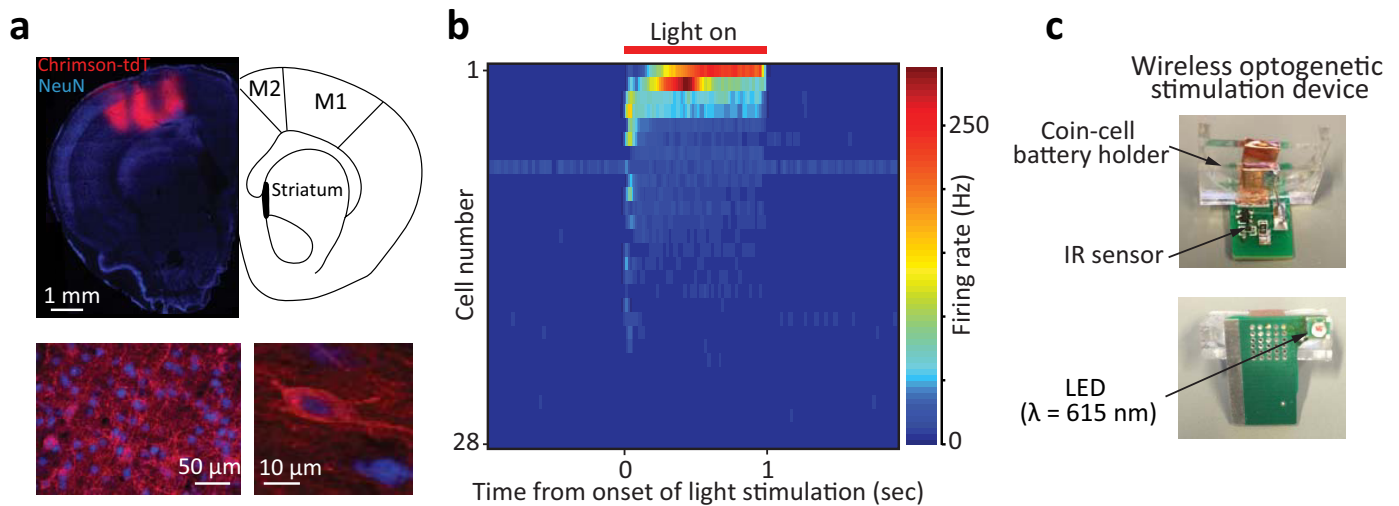 a
Chrimson-tdT
NeuN
M2
M1
Striatum
1 mm
50 µm
10 µm
b
Light on
1
28
Cell number
0
1
Time from onset of light stimulation (sec)
250
0
Firing rate (Hz)
c
Wireless optogenetic
stimulation device
Coin-cell
battery holder
IR sensor
LED
(λ = 615 nm)